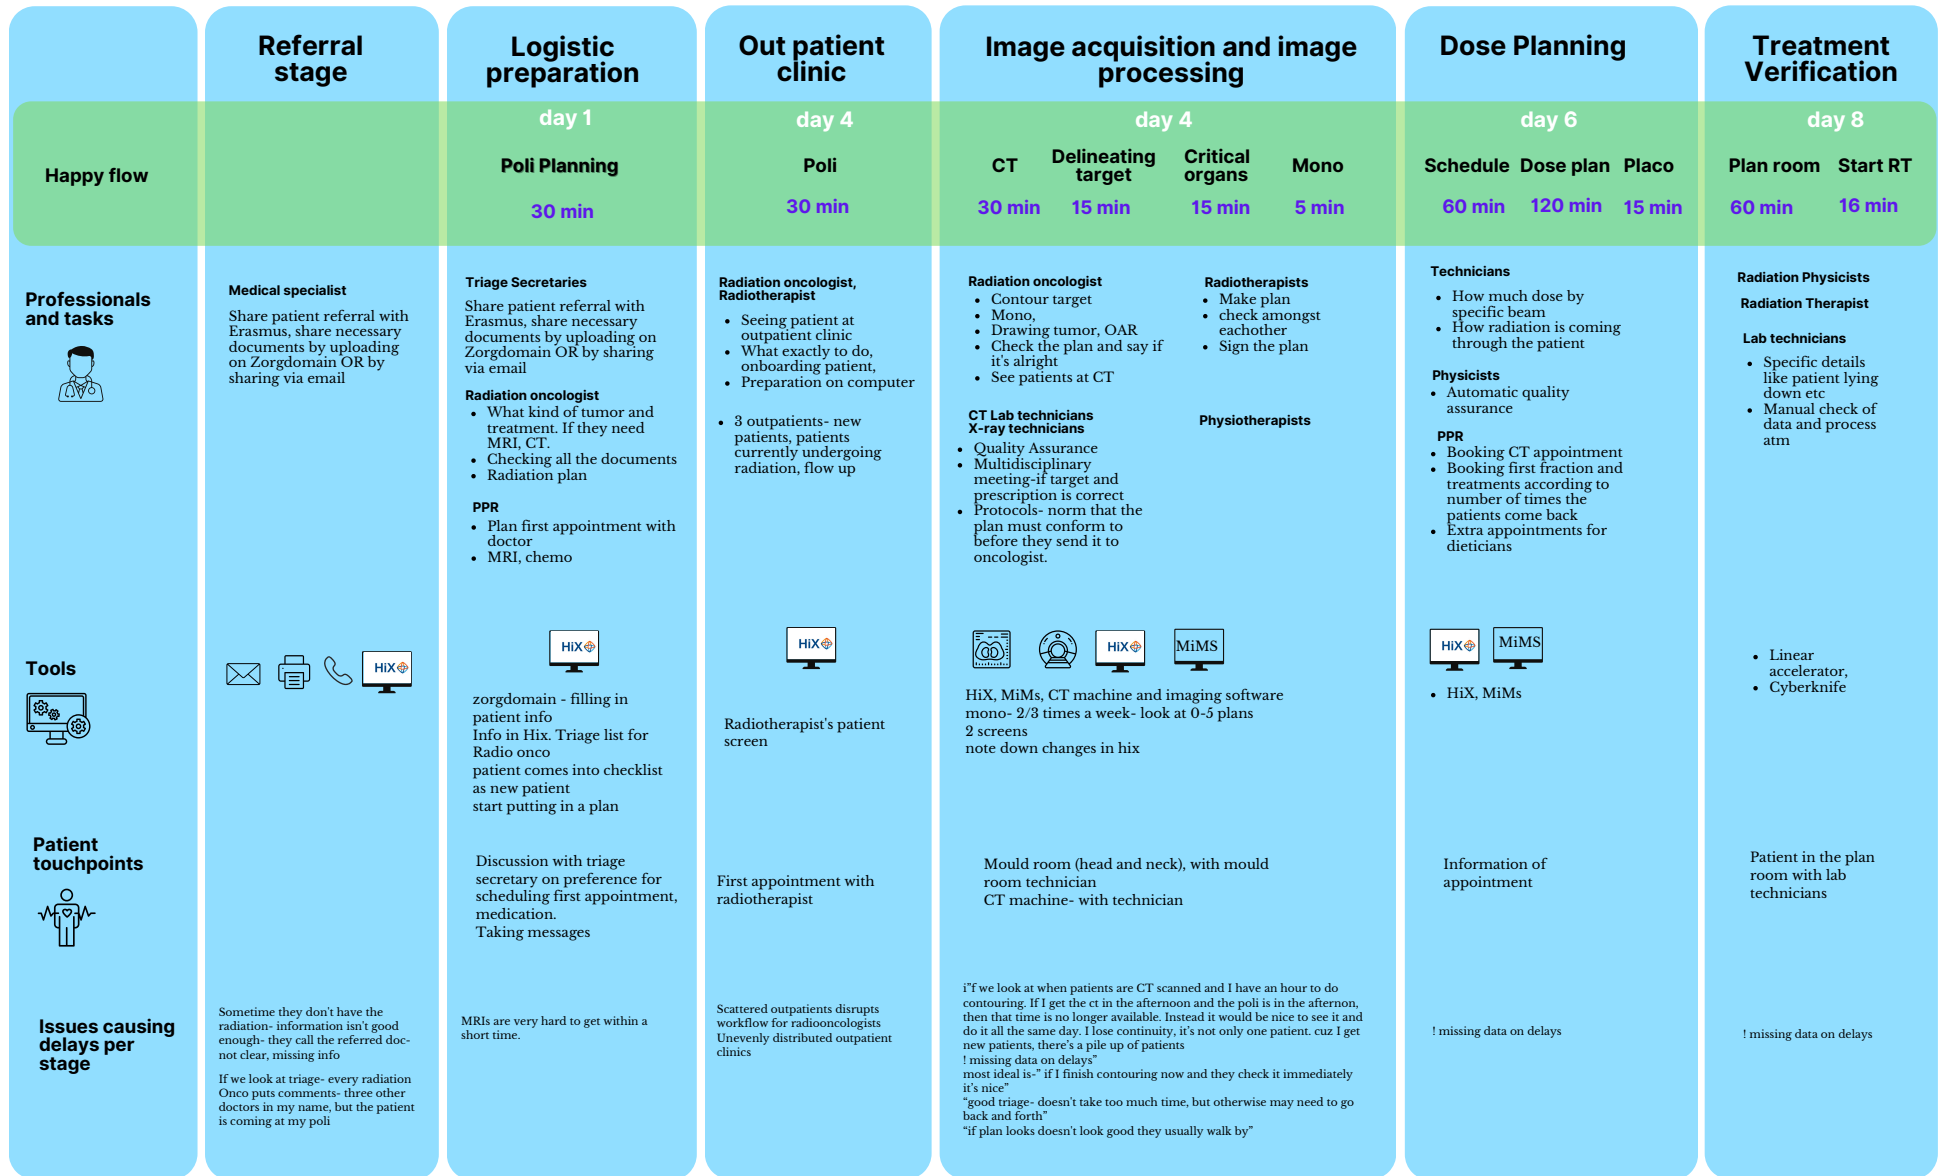 Referral
stage
Logistic
preparation
Out patient
clinic
Image acquisition and image
processing
Dose Planning
Treatment
Verification
Happy flow
day 1
Poli Planning
30 min
day 4
Poli
30 min
day 4
CT
Delineating
target
Critical
organs
Mono
30 min
15 min
15 min
5 min
day 6
Schedule
Dose plan
Placo
60 min
120 min
15 min
day 8
Plan room
Start RT
60 min
16 min
Professionals
and tasks
Medical specialist
Share patient referral with
Erasmus, share necessary
documents by uploading
on Zorgdomain OR by
sharing via email
Triage Secretaries
Share patient referral with
Erasmus, share necessary
documents by uploading on
Zorgdomain OR by sharing
via email
Radiation oncologist
• What kind of tumor and
treatment. If they need
MRI, CT.
• Checking all the documents
• Radiation plan
PPR
• Plan first appointment with
doctor
• MRI, chemo
Radiation oncologist,
Radiotherapist
• Seeing patient at
outpatient clinic
• What exactly to do,
onboarding patient,
• Preparation on computer
• 3 outpatients- new
patients, patients
currently undergoing
radiation, flow up
Radiation oncologist
• Contour target
• Mono,
• Drawing tumor, OAR
• Check the plan and say if
it's alright
• See patients at CT
CT Lab technicians
X-ray technicians
• Quality Assurance
• Multidisciplinary
meeting-if target and
prescription is correct
• Protocols- norm that the
plan must conform to
before they send it to
oncologist.
Radiotherapists
• Make plan
• check amongst
eachother
• Sign the plan
Physiotherapists
Technicians
• How much dose by
specific beam
• How radiation is coming
through the patient
Physicists
• Automatic quality
assurance
PPR
• Booking CT appointment
• Booking first fraction and
treatments according to
number of times the
patients come back
• Extra appointments for
dieticians
Radiation Physicists
Radiation Therapist
Lab technicians
• Specific details
like patient lying
down etc
• Manual check of
data and process
atm
Tools
HiX
HiX
zorgdomain - filling in
patient info
Info in Hix. Triage list for
Radio onco
patient comes into checklist
as new patient
start putting in a plan
HiX
Radiotherapist's patient
screen
HiX
MiMS
HiX, MiMs, CT machine and imaging software
mono- 2/3 times a week- look at 0-5 plans
2 screens
note down changes in hix
HiX
MiMS
• HiX, MiMs
• Linear
accelerator,
• Cyberknife
Patient
touchpoints
Discussion with triage
secretary on preference for
scheduling first appointment,
medication.
Taking messages
First appointment with
radiotherapist
Mould room (head and neck), with mould
room technician
CT machine- with technician
Information of
appointment
Patient in the plan
room with lab
technicians
Issues causing
delays per
stage
Sometime they don't have the
radiation- information isn't good
enough- they call the referred doc-
not clear, missing info
If we look at triage- every radiation
Onco puts comments- three other
doctors in my name, but the patient
is coming at my poli
MRIs are very hard to get within a
short time.
Scattered outpatients disrupts
workflow for radiooncologists
Unevenly distributed outpatient
clinics
i"f we look at when patients are CT scanned and I have an hour to do
contouring. If I get the ct in the afternoon and the poli is in the afternon,
then that time is no longer available. Instead it would be nice to see it and
do it all the same day. I lose continuity, it's not only one patient. cuz I get
new patients, there's a pile up of patients
! missing data on delays"
most ideal is-" if I finish contouring now and they check it immediately
it's nice"
"good triage- doesn't take too much time, but otherwise may need to go
back and forth"
"if plan looks doesn't look good they usually walk by"
! missing data on delays
! missing data on delays